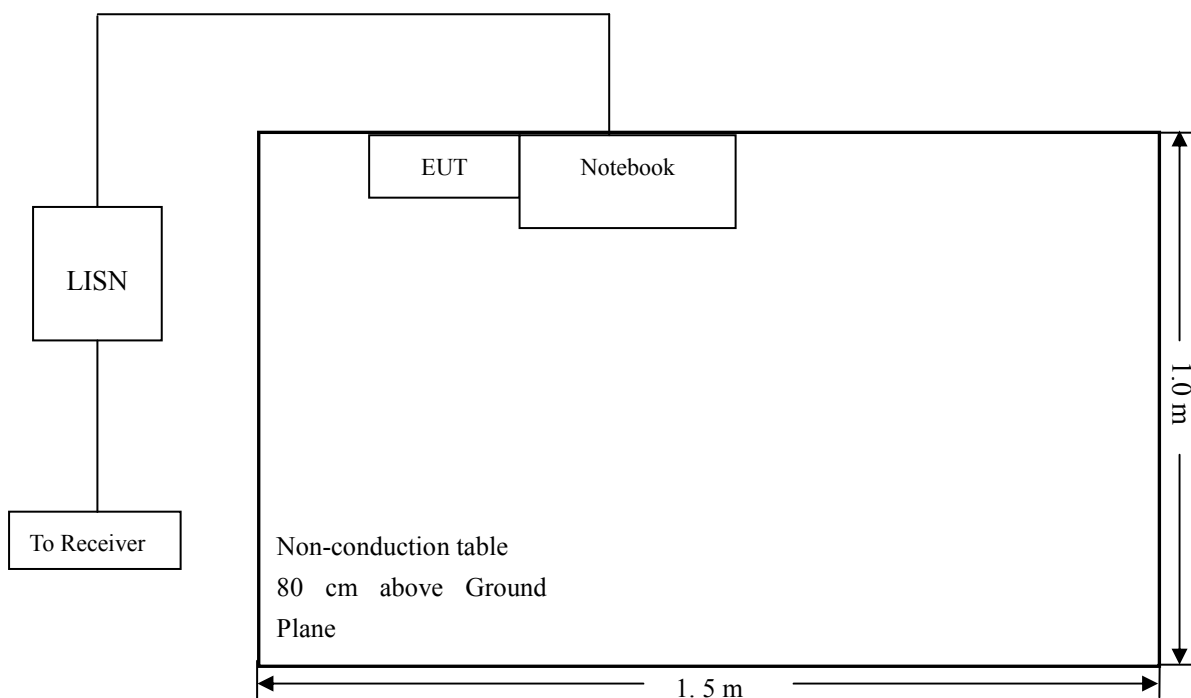 EUT
Notebook
LISN
1.0 m
To Receiver
Non-conduction table
80 cm above Ground
Plane
1. 5 m